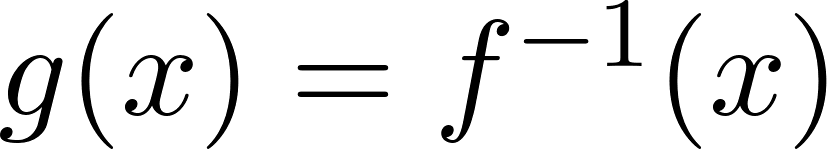 g(x) = f⁻¹(x)